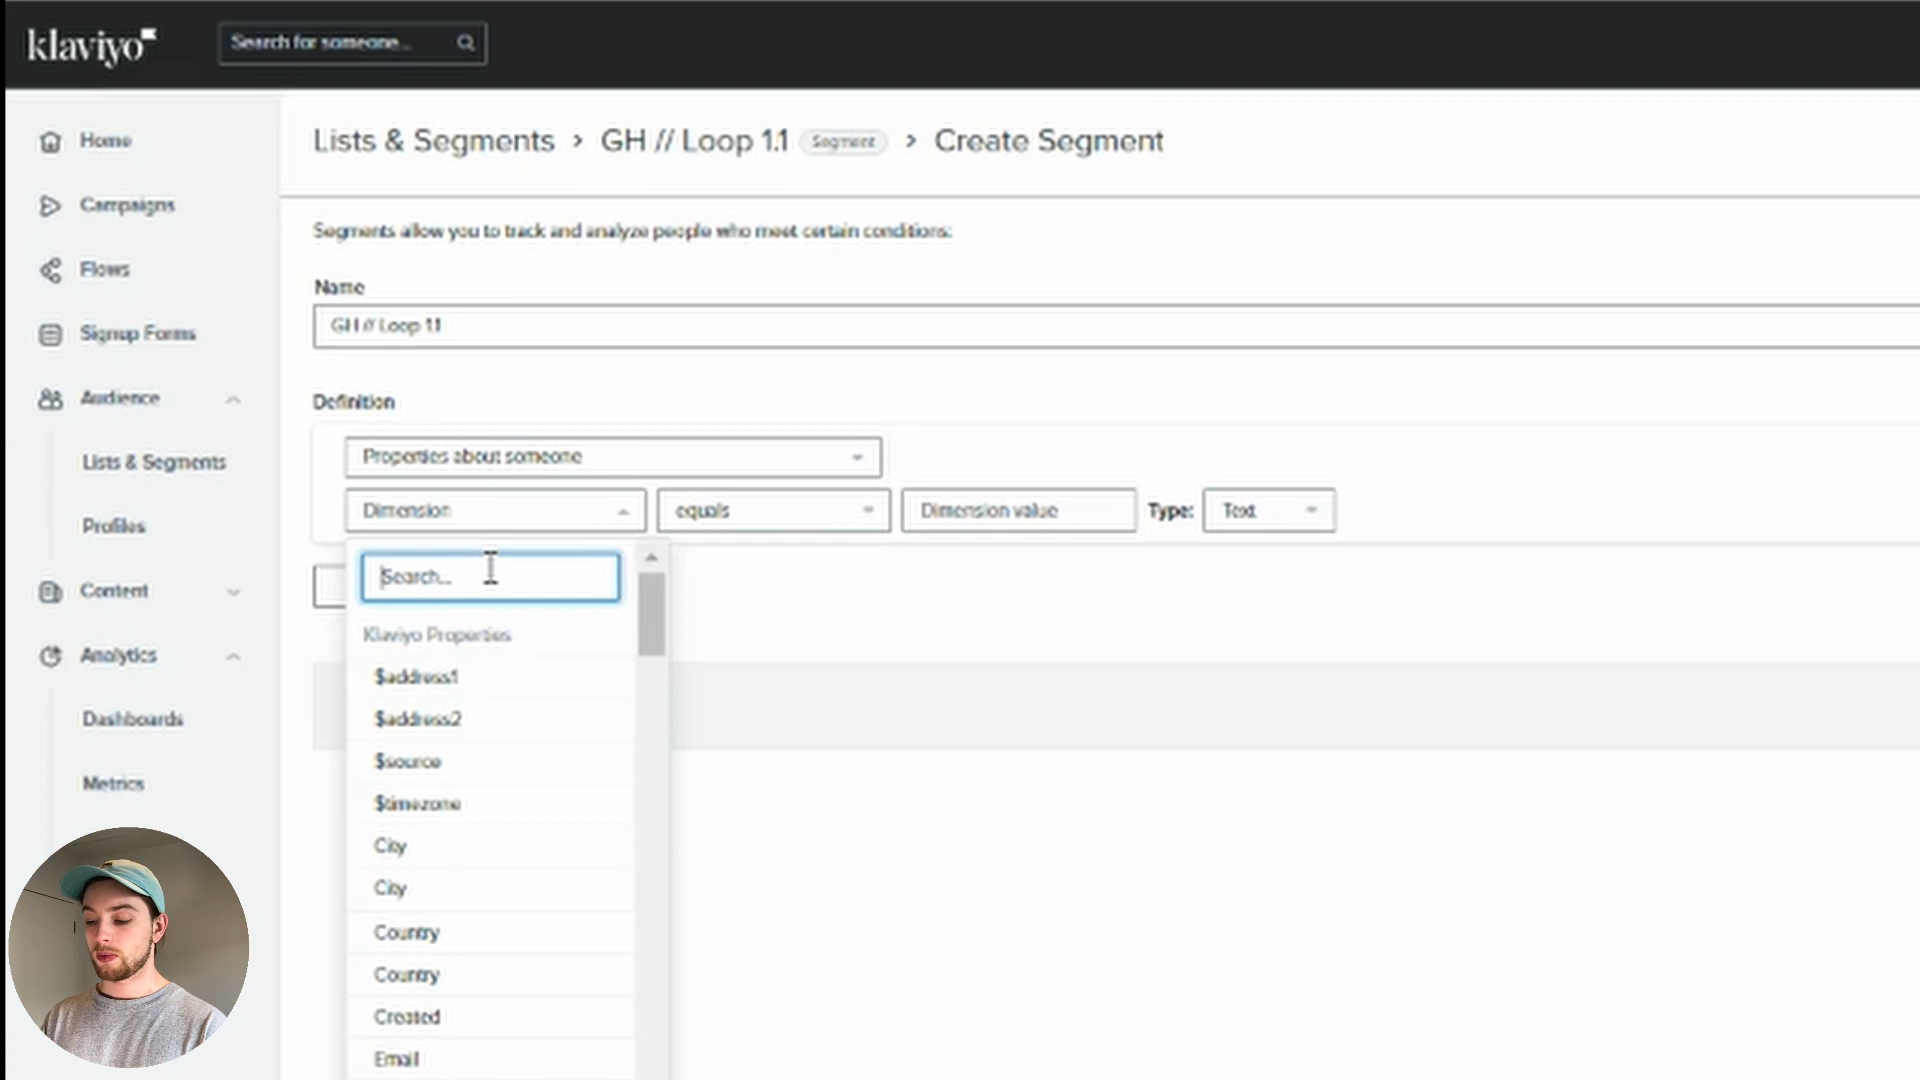 klaviyo
Search for someone...
Home
Campaigns
Flows
Signup Forms
Audience
Lists & Segments
Profiles
Content
Analytics
Dashboards
Metrics
Lists & Segments > GH // Loop 1.1 Segment > Create Segment
Segments allow you to track and analyze people who meet certain conditions:
Name
GH // Loop 1.1
Definition
Properties about someone
Dimension equals Dimension value Type: Text
Search...
Klaviyo Properties
$address1
$address2
$source
$timezone
City
City
Country
Country
Created
Email